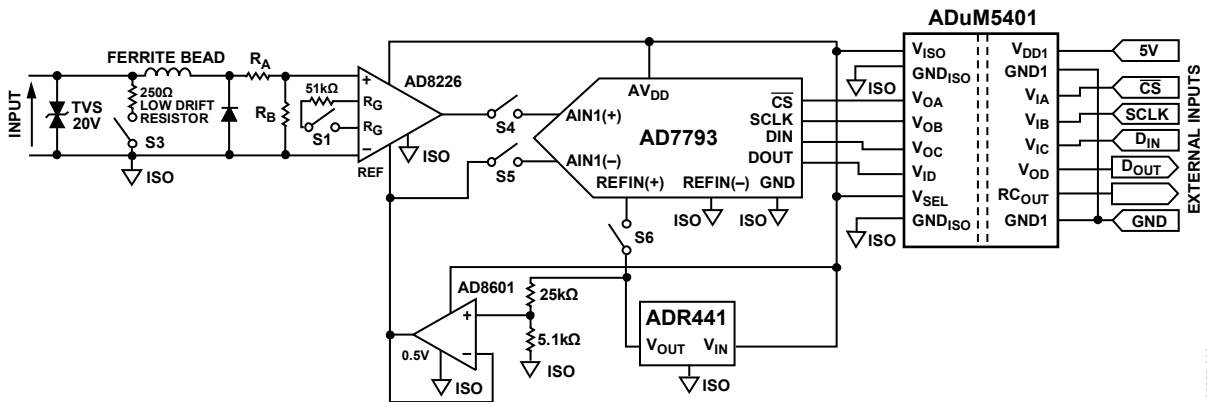 ADuM5401
FERRITE BEAD
RA
AD8226
AVDD
VISO
VDD1
5V
GNDISO
GND1
ISO
INPUT
TVS
20V
250Ω
LOW DRIFT
RESISTOR
S3
ISO
RB
51kΩ
RG
S1
RG
+
−
REF
ISO
S4
S5
AIN1(+)
AD7793
AIN1(−)
REFIN(+)
REFIN(−)
GND
CS
SCLK
DIN
DOUT
ISO
ISO
VOA
VIA
CS
VOB
VIB
SCLK
VOC
VIC
DIN
VID
VOD
DOUT
VSEL
RCOUT
GNDISO
GND1
GND
ISO
EXTERNAL INPUTS
S6
AD8601
25kΩ
+
−
5.1kΩ
0.5V
ISO
ISO
ADR441
VOUT
VIN
ISO